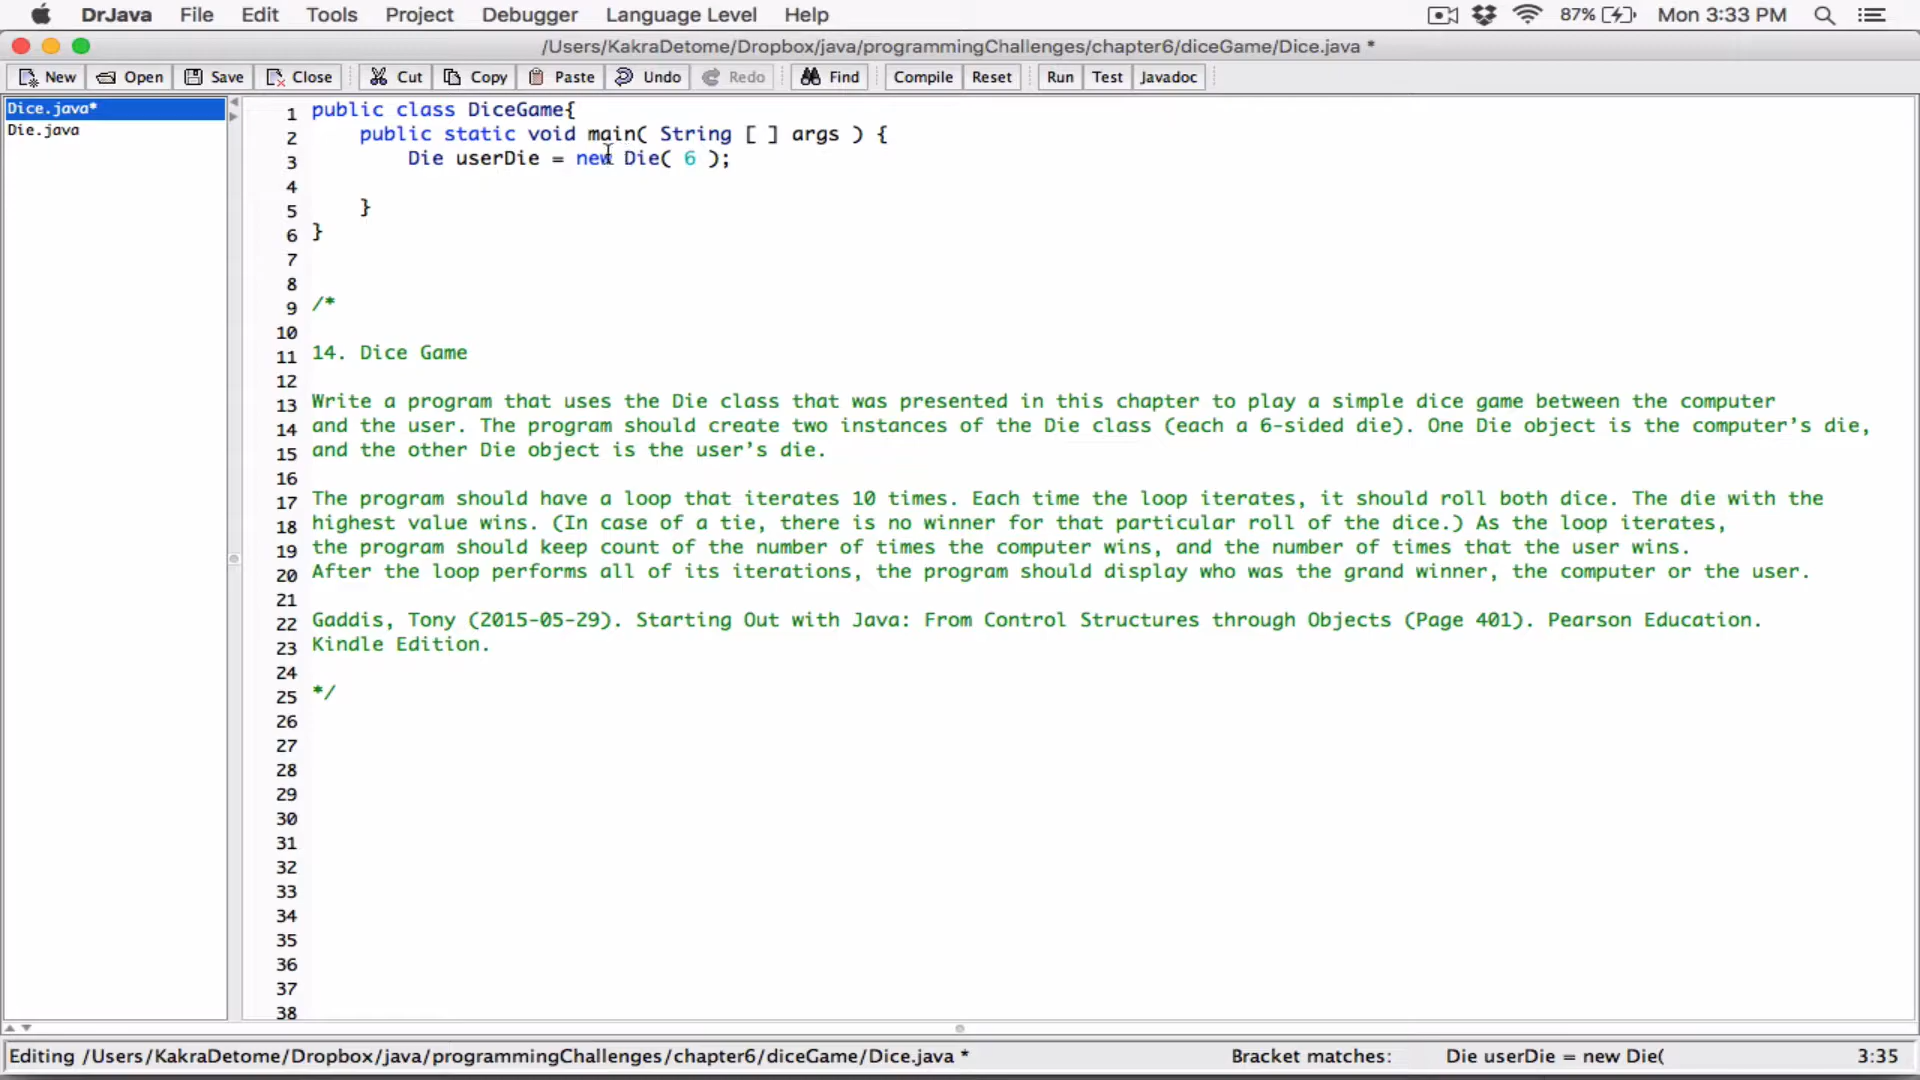 DrJava File Edit Tools Project Debugger Language Level Help 87% Mon 3:33 PM
/Users/KakraDetome/Dropbox/java/programmingChallenges/chapter6/diceGame/Dice.java *
New Open Save Close Cut Copy Paste Undo Redo Find Compile Reset Run Test Javadoc
Dice.java*
Die.java
1 public class DiceGame{
2 public static void main( String [ ] args ) {
3 Die userDie = new Die( 6 );
4
5 }
6 }
7
8
9 /*
10
11 14. Dice Game
12
13 Write a program that uses the Die class that was presented in this chapter to play a simple dice game between the computer
14 and the user. The program should create two instances of the Die class (each a 6-sided die). One Die object is the computer’s die,
15 and the other Die object is the user’s die.
16
17 The program should have a loop that iterates 10 times. Each time the loop iterates, it should roll both dice. The die with the
18 highest value wins. (In case of a tie, there is no winner for that particular roll of the dice.) As the loop iterates,
19 the program should keep count of the number of times the computer wins, and the number of times that the user wins.
20 After the loop performs all of its iterations, the program should display who was the grand winner, the computer or the user.
21
22 Gaddis, Tony (2015-05-29). Starting Out with Java: From Control Structures through Objects (Page 401). Pearson Education.
23 Kindle Edition.
24
25 */
26
27
28
29
30
31
32
33
34
35
36
37
38
Editing /Users/KakraDetome/Dropbox/java/programmingChallenges/chapter6/diceGame/Dice.java * Bracket matches: Die userDie = new Die( 3:35